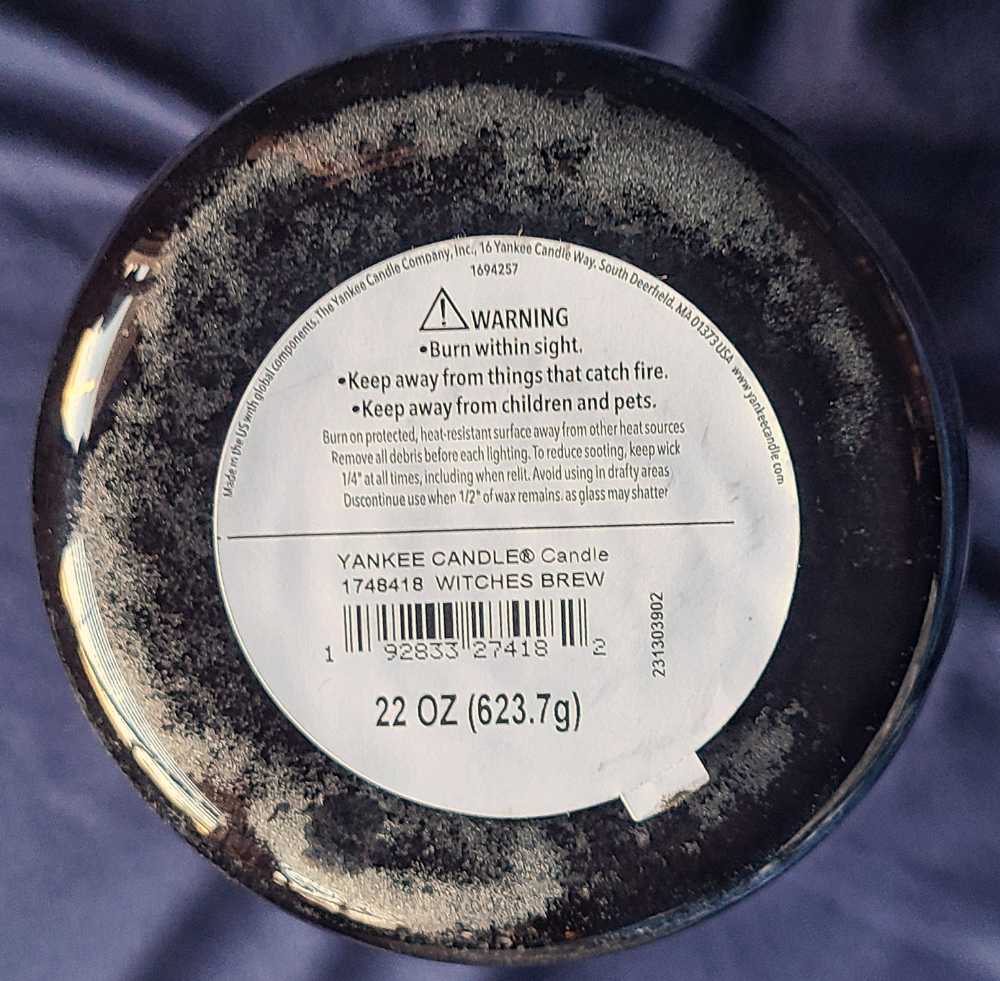 Made in the US with global components. The Yankee Candle Company, Inc., 16 Yankee Candle Way, South Deerfield, MA 01373 USA www.yankeecandle.com
1694257
WARNING
•Burn within sight.
•Keep away from things that catch fire.
•Keep away from children and pets.
Burn on protected, heat-resistant surface away from other heat sources
Remove all debris before each lighting. To reduce sooting, keep wick
1/4" at all times, including when relit. Avoid using in drafty areas
Discontinue use when 1/2" of wax remains. as glass may shatter
YANKEE CANDLE® Candle
1748418 WITCHES BREW
1 92833 27418 2
231303902
22 OZ (623.7g)